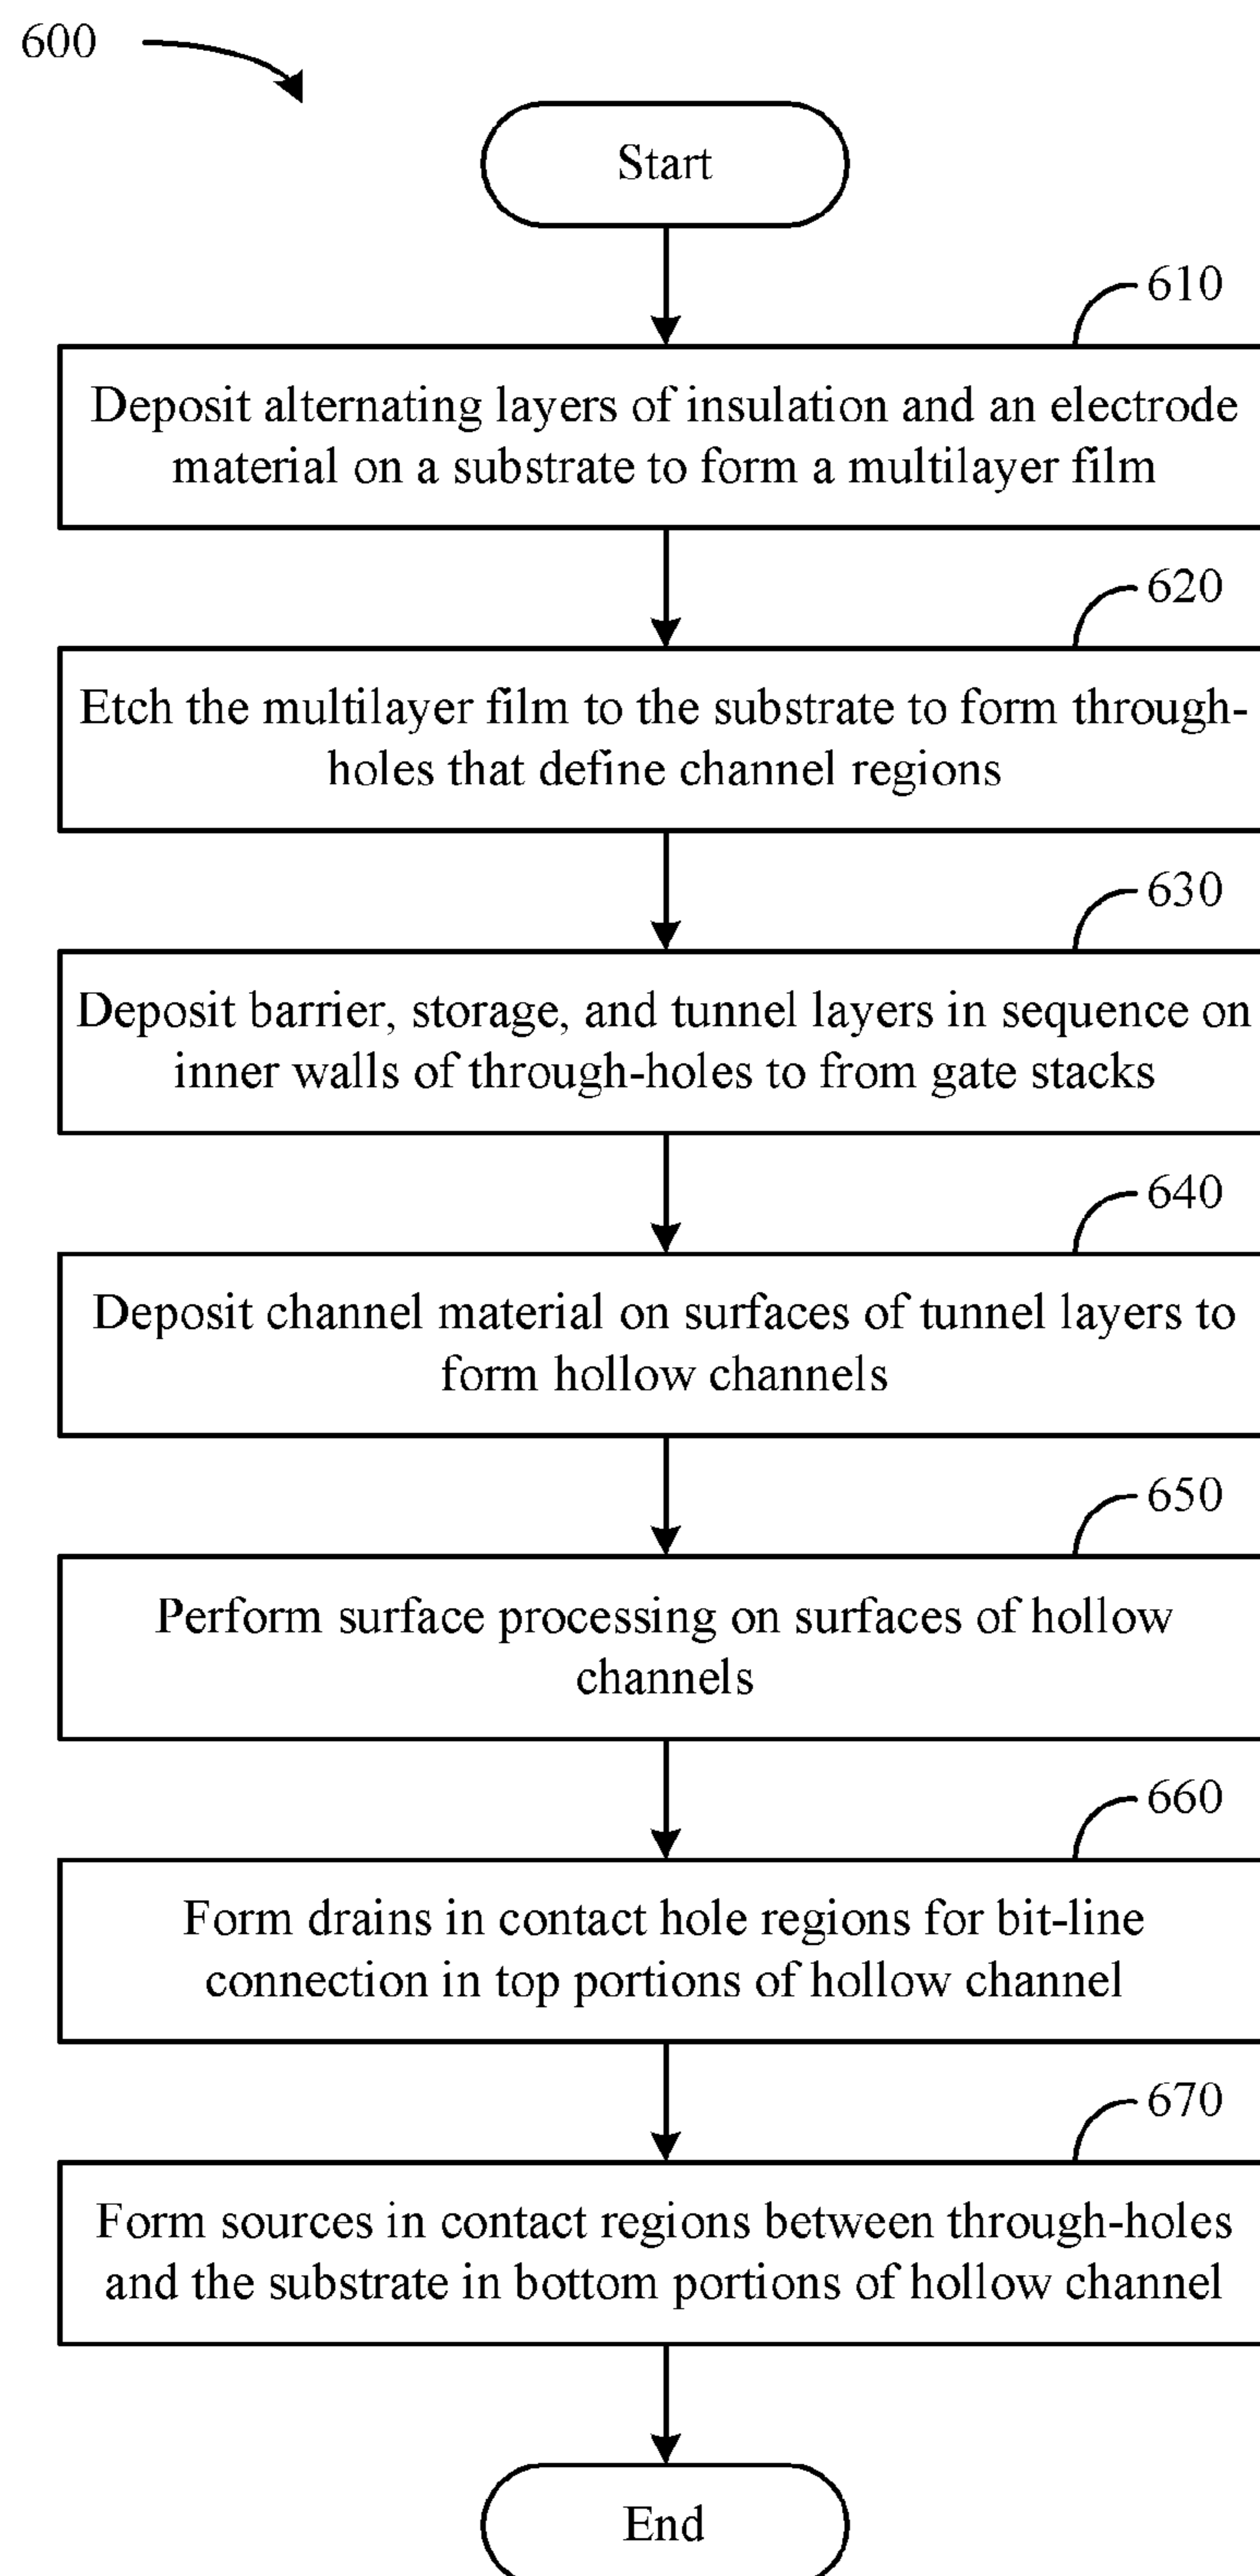 600
Start
610
Deposit alternating layers of insulation and an electrode
material on a substrate to form a multilayer film
620
Etch the multilayer film to the substrate to form through-
holes that define channel regions
630
Deposit barrier, storage, and tunnel layers in sequence on
inner walls of through-holes to from gate stacks
640
Deposit channel material on surfaces of tunnel layers to
form hollow channels
650
Perform surface processing on surfaces of hollow
channels
660
Form drains in contact hole regions for bit-line
connection in top portions of hollow channel
670
Form sources in contact regions between through-holes
and the substrate in bottom portions of hollow channel
End